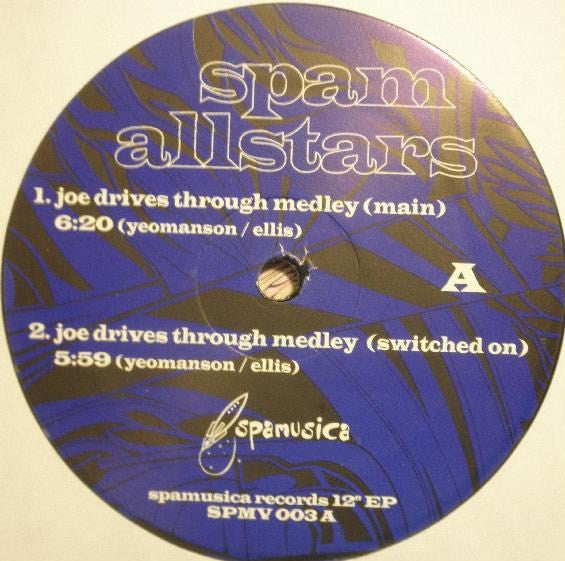 spam
allstars
1. joe drives through medley (main)
6:20 (yeomanson / ellis)
A
2. joe drives through medley (switched on)
5:59 (yeomanson / ellis)
spamusica
spamusica records 12" EP
SPMV 003 A